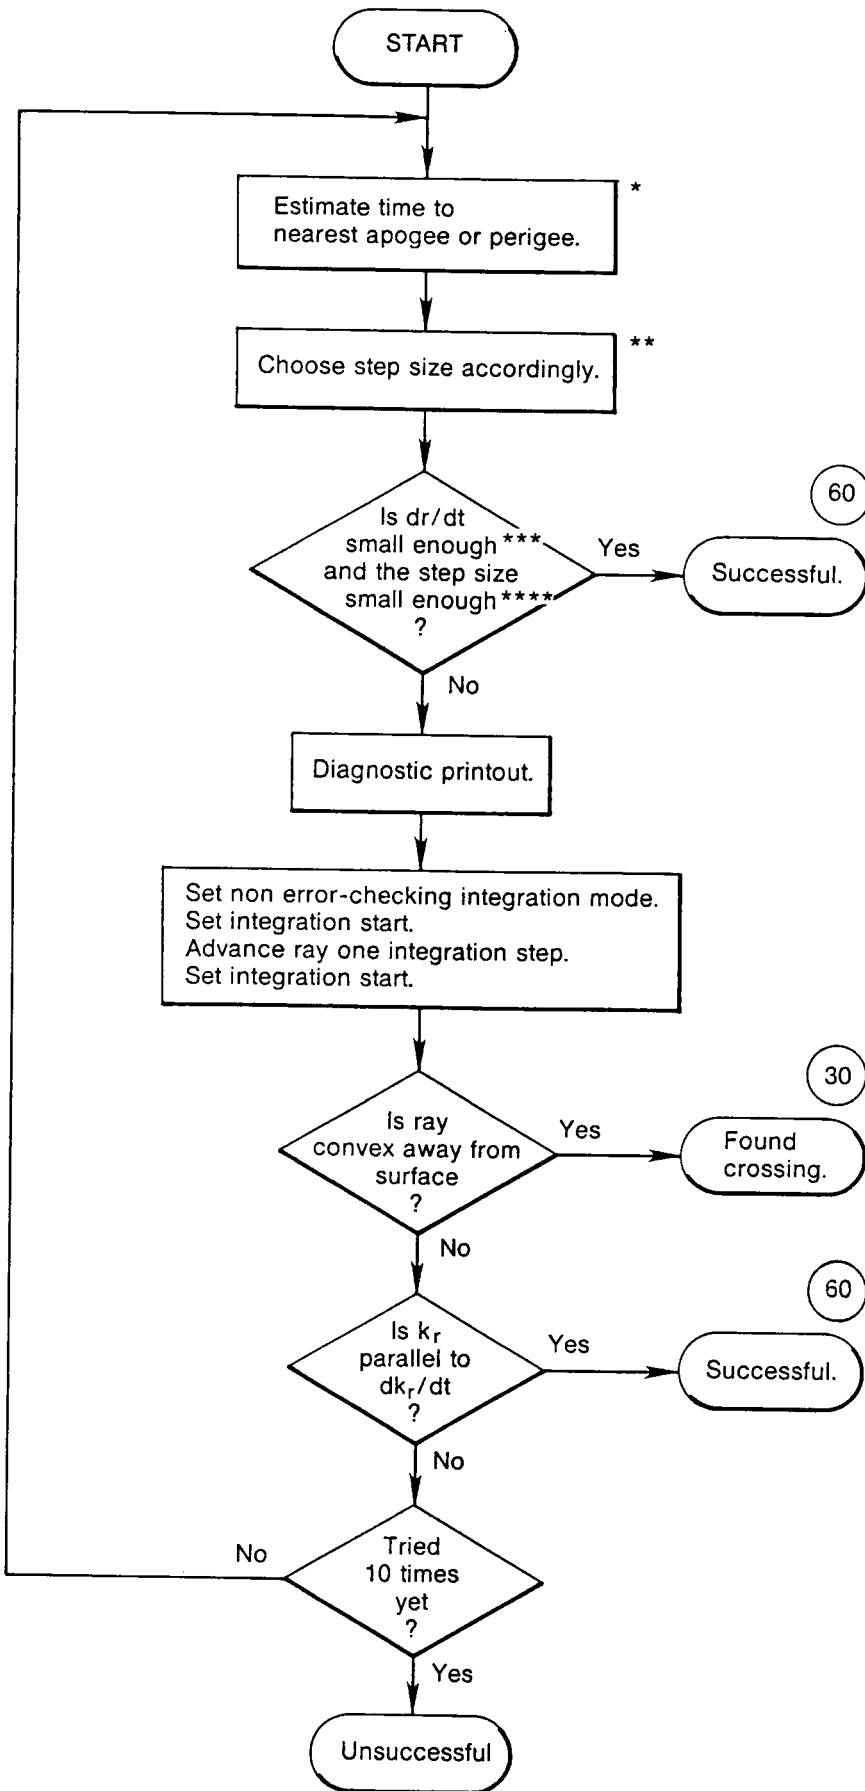 START
*
Estimate time to
nearest apogee or perigee.
**
Choose step size accordingly.
60
Is dr/dt
small enough ***
and the step size
small enough ****
?
Yes
Successful.
No
Diagnostic printout.
Set non error-checking integration mode.
Set integration start.
Advance ray one integration step.
Set integration start.
30
Is ray
convex away from
surface
?
Yes
Found
crossing.
No
60
Is kr
parallel to
dkr/dt
?
Yes
Successful.
No
Tried
10 times
yet
?
No
Yes
Unsuccessful